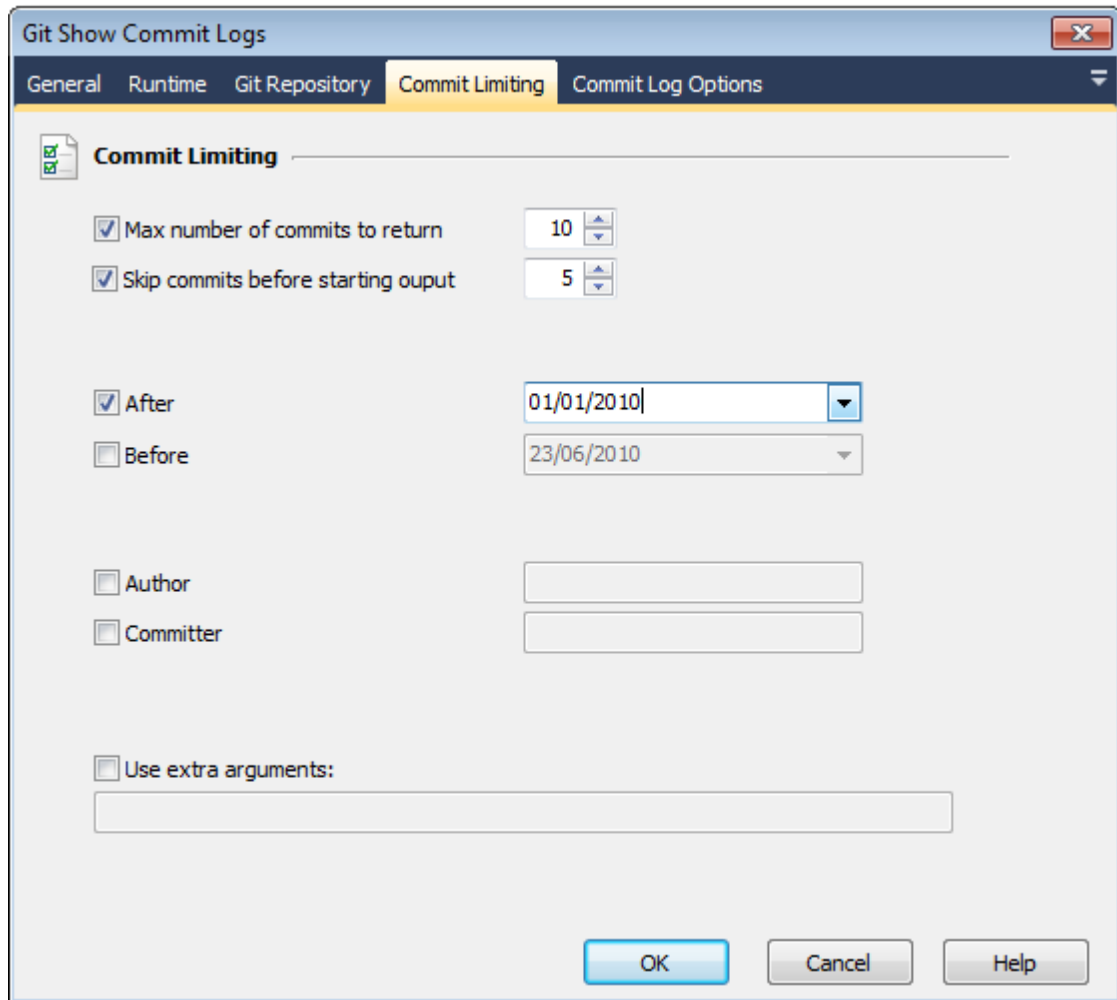 Git Show Commit Logs
General Runtime Git Repository Commit Limiting Commit Log Options
Commit Limiting
Max number of commits to return 10
Skip commits before starting ouput 5
After 01/01/2010
Before 23/06/2010
Author
Committer
Use extra arguments:
OK Cancel Help